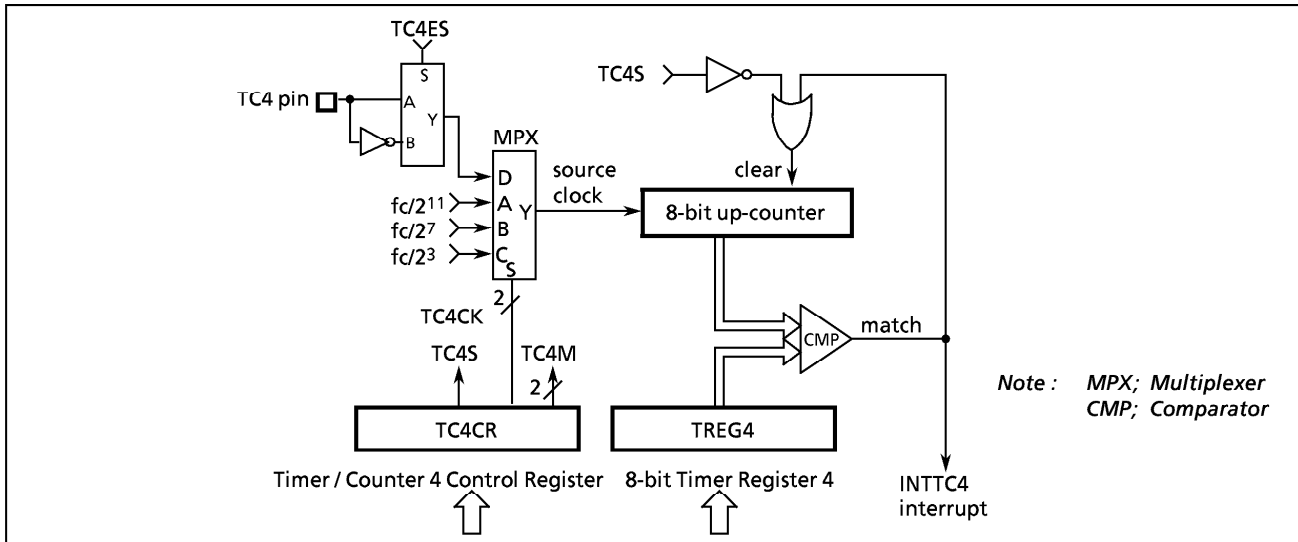 TC4ES
S
TC4 pin
A
Y
B
MPX
D
A
B
C
S
Y
fc/2¹¹
fc/2⁷
fc/2³
source
clock
TC4S
clear
8-bit up-counter
2
TC4CK
TC4S
TC4M
2
CMP
match
TC4CR
TREG4
Timer / Counter 4 Control Register
8-bit Timer Register 4
INTTC4
interrupt
Note : MPX; Multiplexer
CMP; Comparator